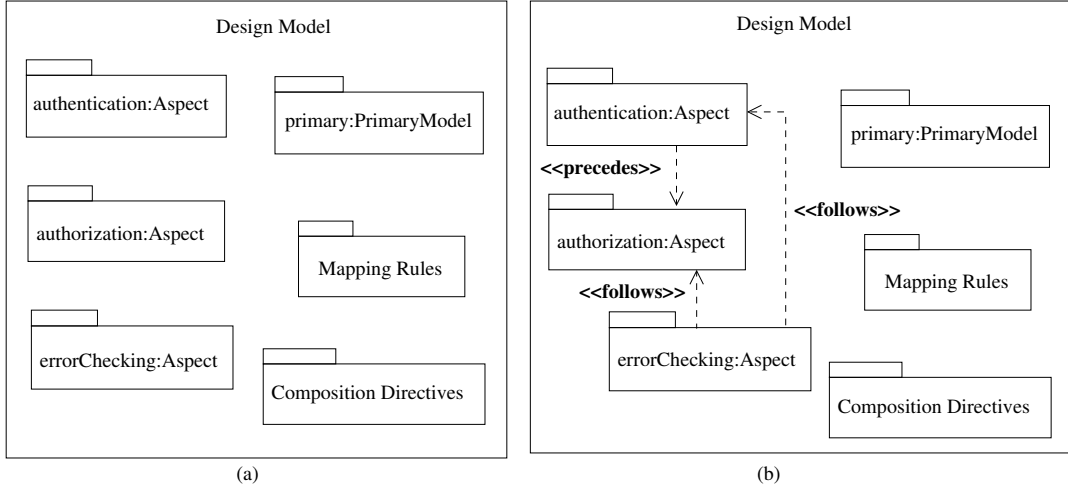 Design Model
authentication:Aspect
primary:PrimaryModel
authorization:Aspect
Mapping Rules
errorChecking:Aspect
Composition Directives
(a)
Design Model
authentication:Aspect
primary:PrimaryModel
<<precedes>>
<<follows>>
authorization:Aspect
Mapping Rules
<<follows>>
errorChecking:Aspect
Composition Directives
(b)